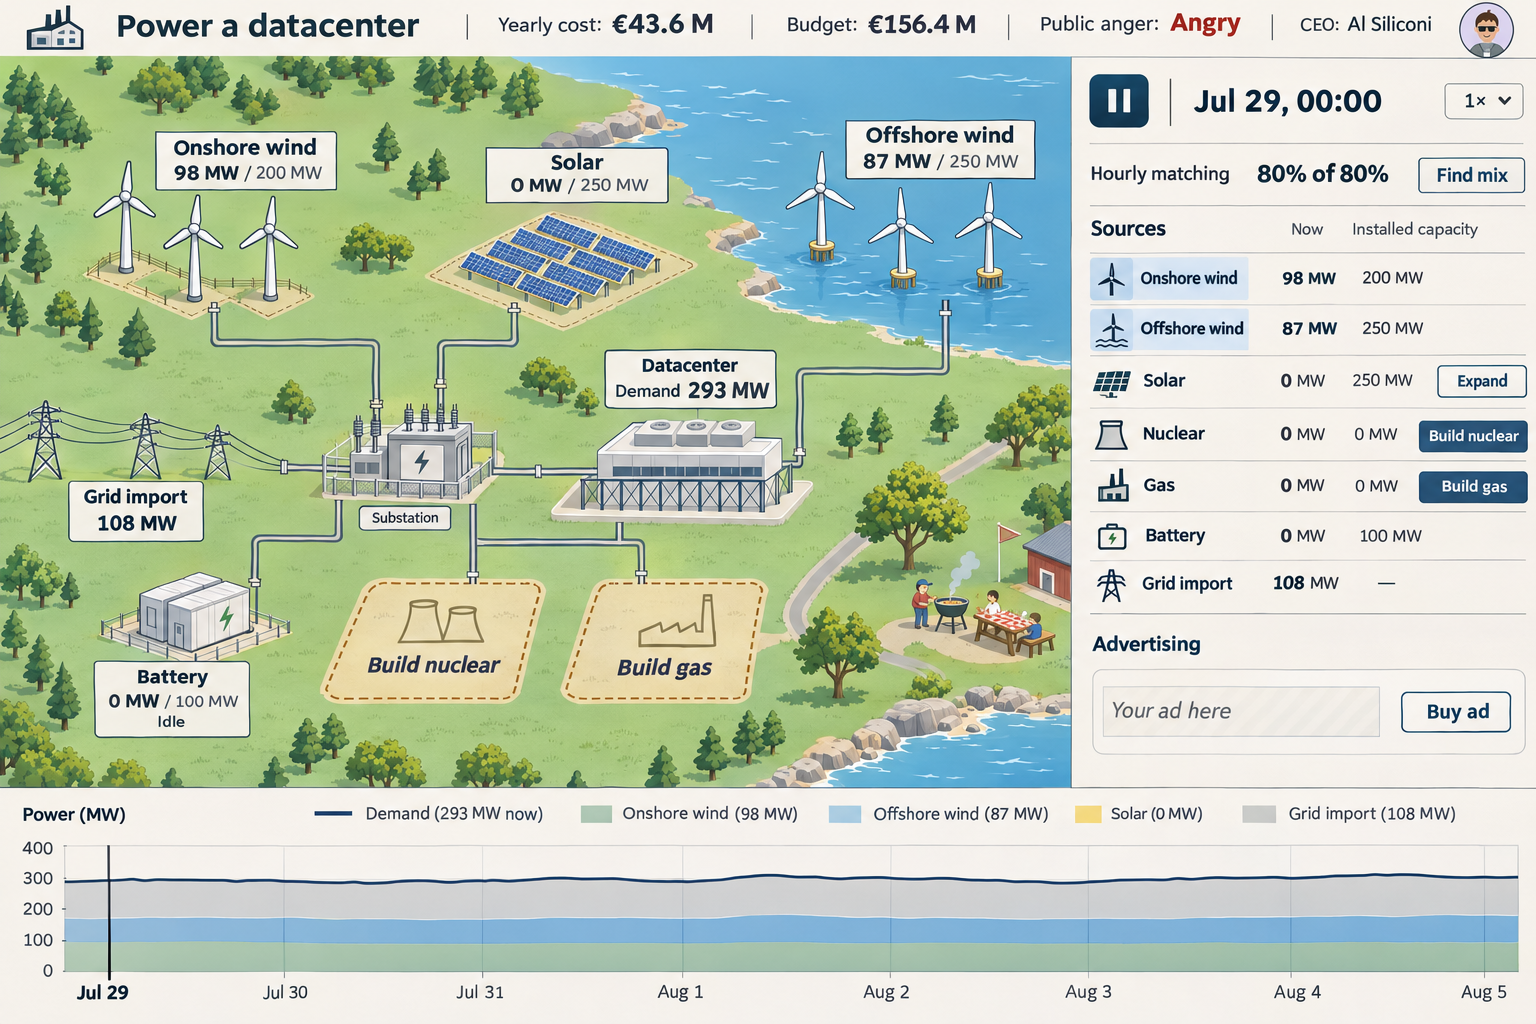 Power a datacenter
Yearly cost: €43.6 M
Budget: €156.4 M
Public anger: Angry
CEO: Al Siliconi
Onshore wind
98 MW / 200 MW
Solar
0 MW / 250 MW
Offshore wind
87 MW / 250 MW
Datacenter
Demand 293 MW
Grid import
108 MW
Substation
Battery
0 MW / 100 MW
Idle
Build nuclear
Build gas
Jul 29, 00:00
1×
Hourly matching 80% of 80% Find mix
Sources Now Installed capacity
Onshore wind 98 MW 200 MW
Offshore wind 87 MW 250 MW
Solar 0 MW 250 MW Expand
Nuclear 0 MW 0 MW Build nuclear
Gas 0 MW 0 MW Build gas
Battery 0 MW 100 MW
Grid import 108 MW —
Advertising
Your ad here Buy ad
Power (MW)
Demand (293 MW now)
Onshore wind (98 MW)
Offshore wind (87 MW)
Solar (0 MW)
Grid import (108 MW)
400
300
200
100
0
Jul 29 Jul 30 Jul 31 Aug 1 Aug 2 Aug 3 Aug 4 Aug 5